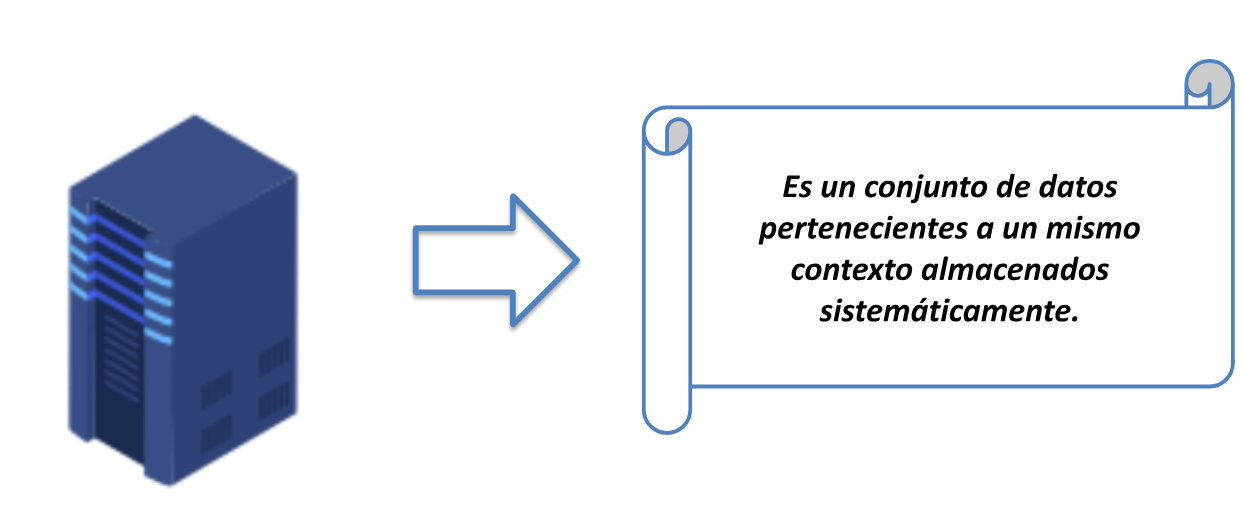 Es un conjunto de datos
pertenecientes a un mismo
contexto almacenados
sistemáticamente.